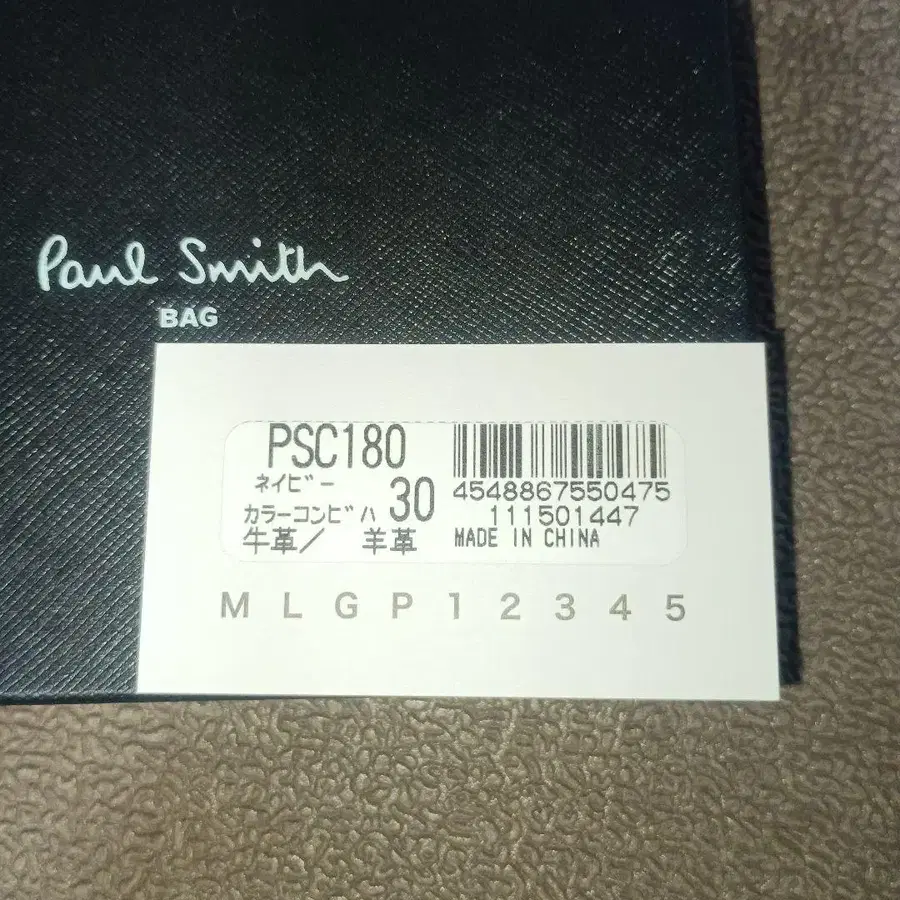 Paul Smith
BAG
PSC180
ネイビー
カラーコンビハ 30
牛革/ 羊革
4548867550475
111501447
MADE IN CHINA
M L G P 1 2 3 4 5